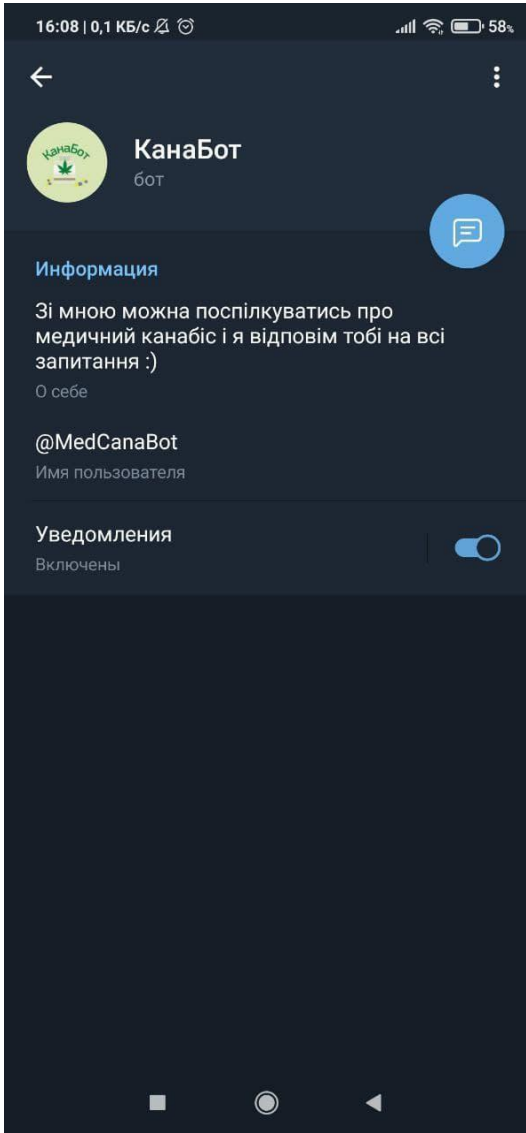 16:08 | 0,1 КБ/с 58%
КанаБот
КанаБот
бот
Информация
Зі мною можна поспілкуватись про
медичний канабіс і я відповім тобі на всі
запитання :)
О себе
@MedCanaBot
Имя пользователя
Уведомления
Включены